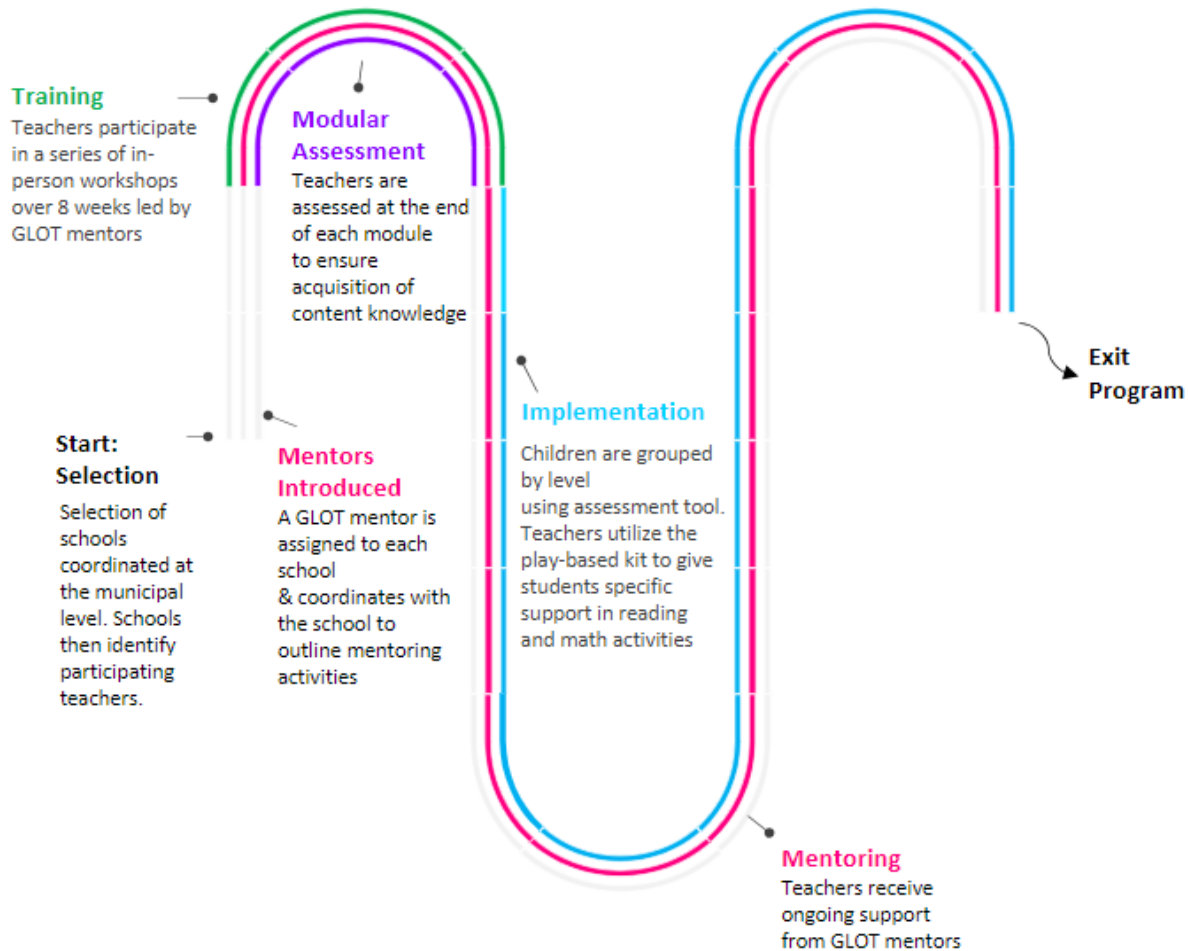 Training
Teachers participate
in a series of in-
person workshops
over 8 weeks led by
GLOT mentors
Modular
Assessment
Teachers are
assessed at the end
of each module
to ensure
acquisition of
content knowledge
Start:
Selection
Selection of
schools
coordinated at
the municipal
level. Schools
then identify
participating
teachers.
Mentors
Introduced
A GLOT mentor is
assigned to each
school
& coordinates with
the school to
outline mentoring
activities
Implementation
Children are grouped
by level
using assessment tool.
Teachers utilize the
play-based kit to give
students specific
support in reading
and math activities
Mentoring
Teachers receive
ongoing support
from GLOT mentors
Exit
Program